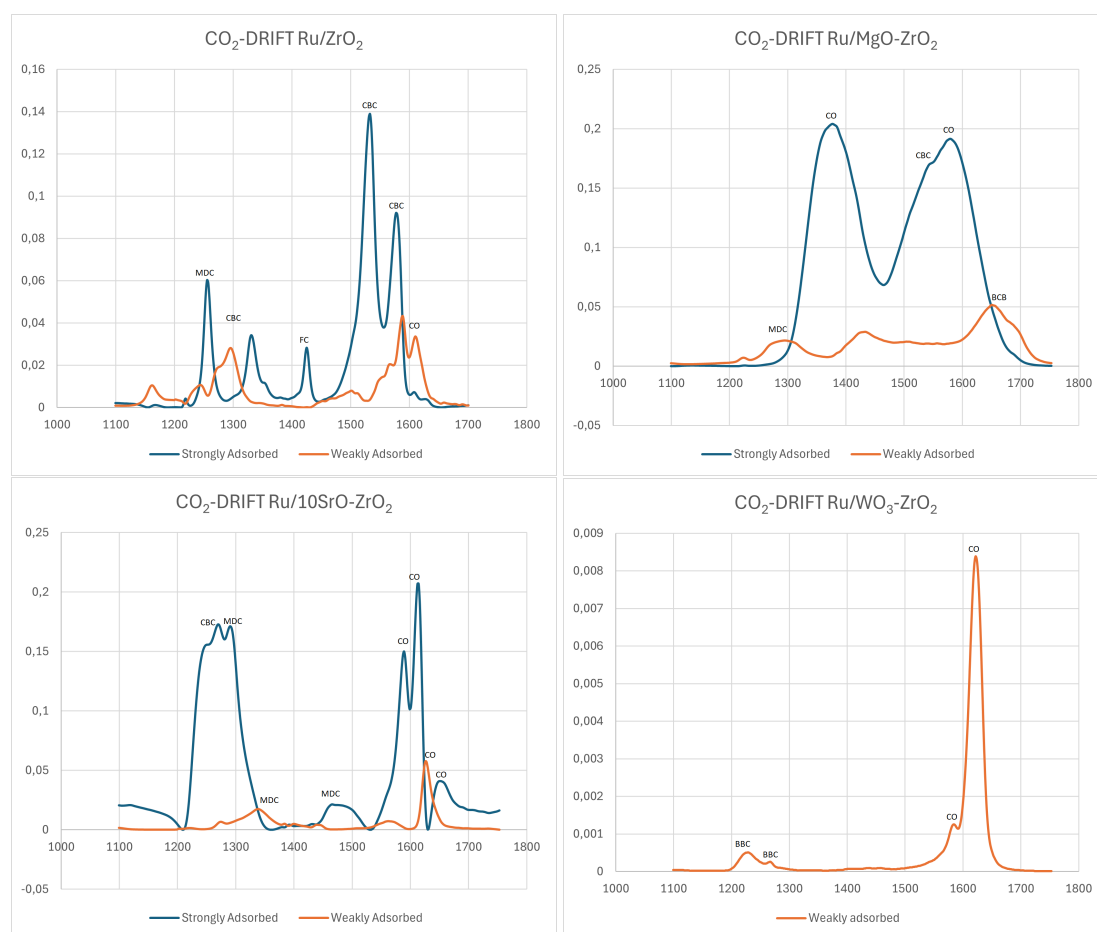 CO2-DRIFT Ru/ZrO2
0,16
0,14
CBC
0,12
0,1
CBC
0,08
MDC
0,06
0,04
CBC
CO
FC
0,02
0
1000 1100 1200 1300 1400 1500 1600 1700 1800
Strongly Adsorbed Weakly Adsorbed
CO2-DRIFT Ru/MgO-ZrO2
0,25
CO
0,2
CO
CBC
0,15
0,1
0,05
BCB
MDC
0
1000 1100 1200 1300 1400 1500 1600 1700 1800
-0,05
Strongly Adsorbed Weakly Adsorbed
CO2-DRIFT Ru/10SrO-ZrO2
0,25
CO
0,2
CBC MDC
CO
0,15
0,1
CO
0,05
CO
MDC MDC
0
1000 1100 1200 1300 1400 1500 1600 1700 1800
-0,05
Strongly Adsorbed Weakly Adsorbed
CO2-DRIFT Ru/WO3-ZrO2
0,009
CO
0,008
0,007
0,006
0,005
0,004
0,003
0,002
CO
0,001
BBC
BBC
0
1000 1100 1200 1300 1400 1500 1600 1700 1800
Weakly adsorbed